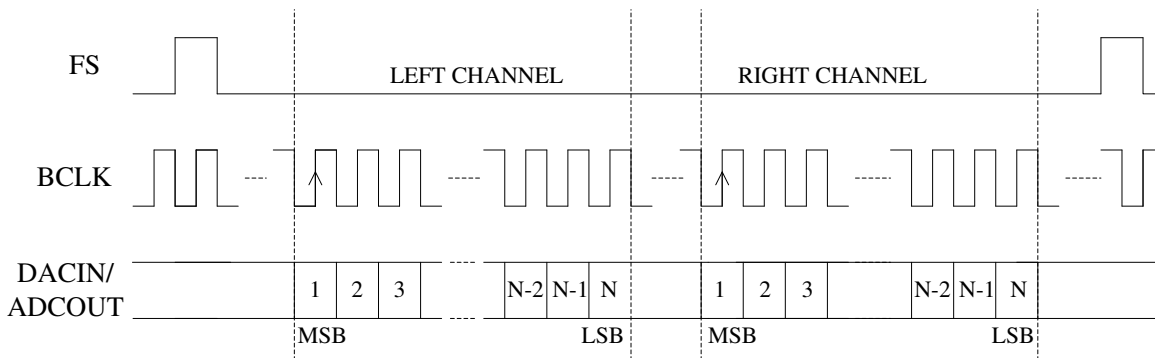 FS
LEFT CHANNEL
RIGHT CHANNEL
BCLK
DACIN/
ADCOUT
1 2 3 N-2 N-1 N 1 2 3 N-2 N-1 N
MSB LSB MSB LSB